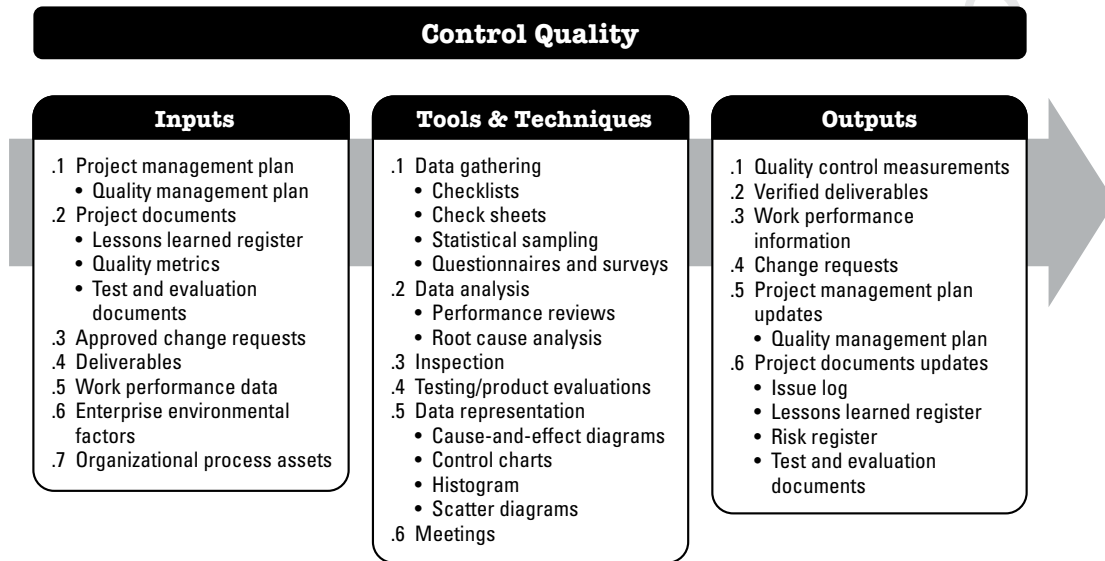 Control Quality
Inputs
.1 Project management plan
• Quality management plan
.2 Project documents
• Lessons learned register
• Quality metrics
• Test and evaluation
documents
.3 Approved change requests
.4 Deliverables
.5 Work performance data
.6 Enterprise environmental
factors
.7 Organizational process assets
Tools & Techniques
.1 Data gathering
• Checklists
• Check sheets
• Statistical sampling
• Questionnaires and surveys
.2 Data analysis
• Performance reviews
• Root cause analysis
.3 Inspection
.4 Testing/product evaluations
.5 Data representation
• Cause-and-effect diagrams
• Control charts
• Histogram
• Scatter diagrams
.6 Meetings
Outputs
.1 Quality control measurements
.2 Verified deliverables
.3 Work performance
information
.4 Change requests
.5 Project management plan
updates
• Quality management plan
.6 Project documents updates
• Issue log
• Lessons learned register
• Risk register
• Test and evaluation
documents